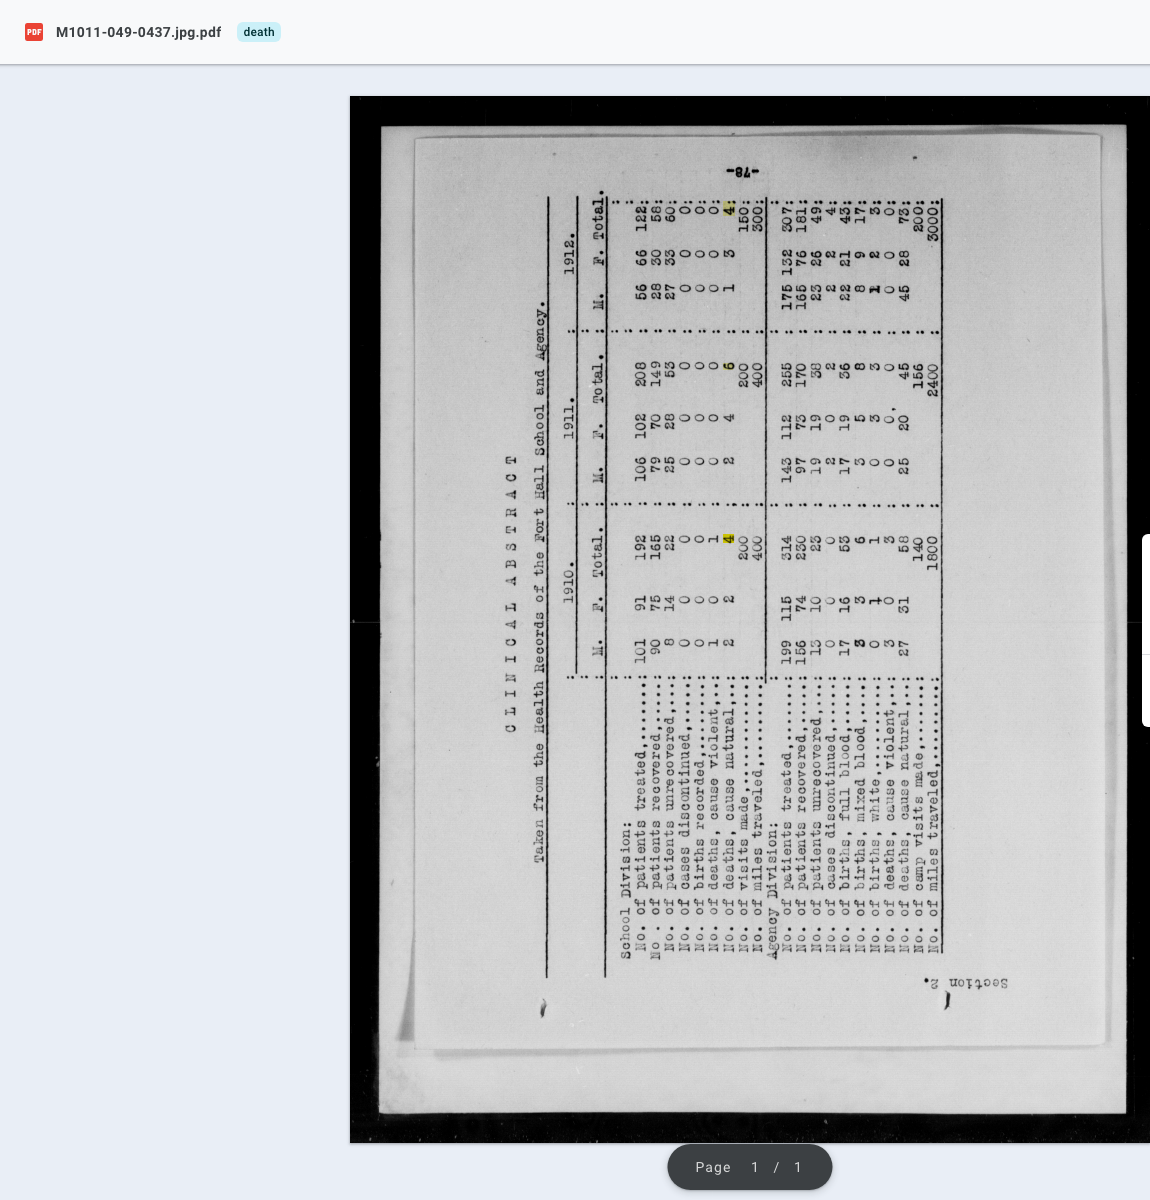 PDF M1011-049-0437.jpg.pdf death
-78-
C L I N I C A L   A B S T R A C T
Taken from the Health Records of the Fort Hall School and Agency.
: 1910. : 1911. : 1912.
: M. F. Total. : M. F. Total. : M. F. Total.
School Division: : : : :
No. of patients treated,........: 101 91 192 : 106 102 208 : 56 66 122:
No. of patients recovered,......: 90 75 165 : 79 70 149 : 28 30 58:
No. of patients unrecovered,....: 8 14 22 : 25 28 53 : 27 33 60:
No. of cases discontinued,......: 0 0 0 : 0 0 0 : 0 0 0:
No. of births recorded,.........: 0 0 0 : 0 0 0 : 0 0 0:
No. of deaths, cause violent,...: 1 0 1 : 0 0 0 : 0 0 0:
No. of deaths, cause natural,...: 2 2 4 : 2 4 6 : 1 3 4:
No. of visits made,.............: 200 : 200 : 150:
No. of miles traveled,..........: 400 : 400 : 300:
Agency Division: : : : :
No. of patients treated,........: 199 115 314 : 143 112 255 : 175 132 307:
No. of patients recovered,......: 156 74 230 : 97 73 170 : 165 76 181:
No. of patients unrecovered,....: 13 10 23 : 19 19 38 : 23 26 49:
No. of cases discontinued,......: 0 0 0 : 2 0 2 : 2 2 4:
No. of births, full blood,......: 17 16 53 : 17 19 36 : 22 21 43:
No. of births, mixed blood,.....: 3 3 6 : 3 5 8 : 8 9 17:
No. of births, white,...........: 0 1 1 : 0 3 3 : 1 2 3:
No. of deaths, cause violent,...: 3 0 3 : 0 0. 0 : 0 0 0:
No. of deaths, cause natural,...: 27 31 58 : 25 20 45 : 45 28 73:
No. of camp visits made,........: 140 : 156 : 200:
No. of miles traveled,..........: 1800 : 2400 : 3000:
Section 2.
Page 1 / 1